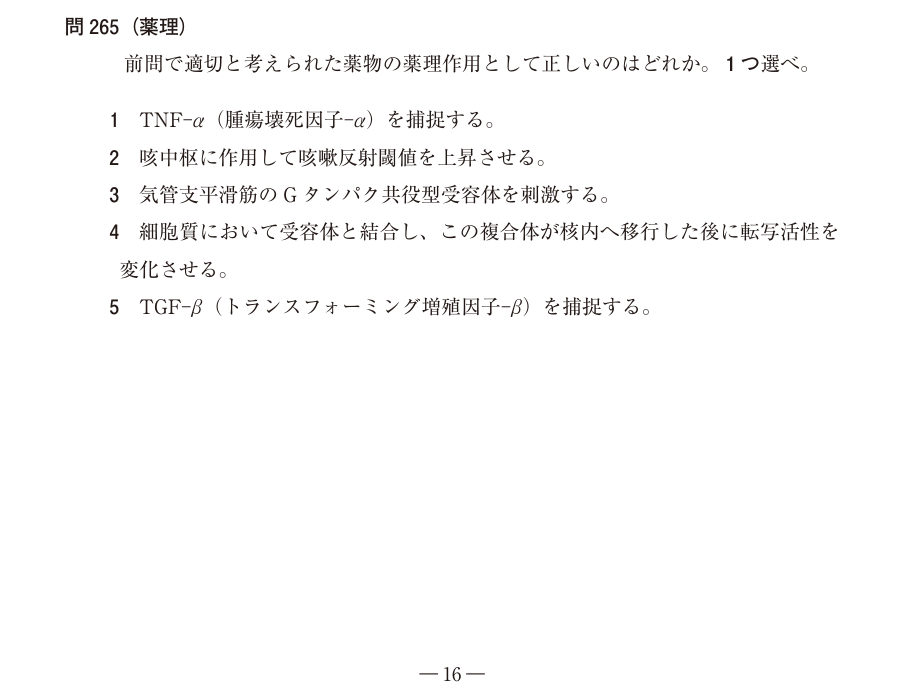 問 265（薬理）
前問で適切と考えられた薬物の薬理作用として正しいのはどれか。1つ選べ。
1 TNF-α（腫瘍壊死因子-α）を捕捉する。
2 咳中枢に作用して咳嗽反射閾値を上昇させる。
3 気管支平滑筋の G タンパク共役型受容体を刺激する。
4 細胞質において受容体と結合し、この複合体が核内へ移行した後に転写活性を
変化させる。
5 TGF-β（トランスフォーミング増殖因子-β）を捕捉する。
— 16 —